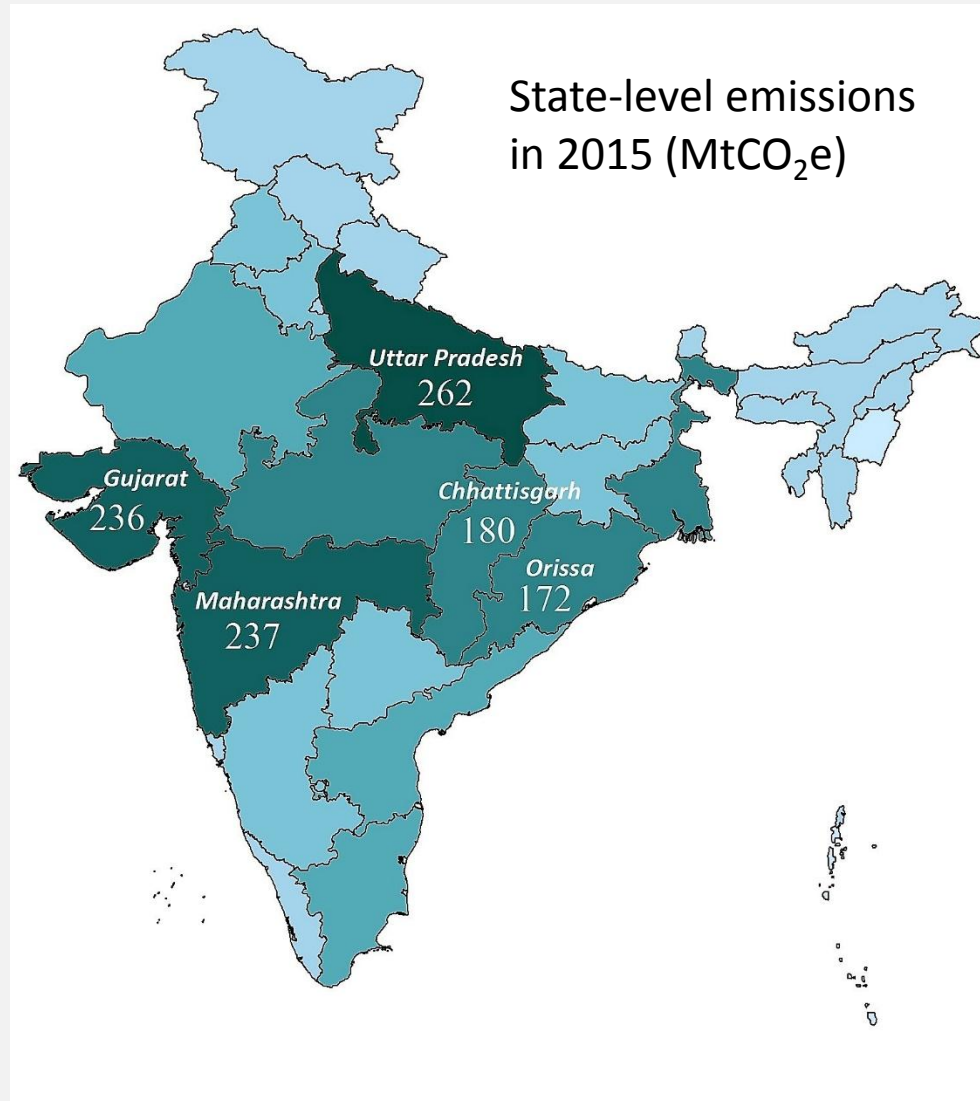 State-level emissions
in 2015 (MtCO₂e)
Uttar Pradesh
262
Gujarat
236
Chhattisgarh
180
Orissa
172
Maharashtra
237